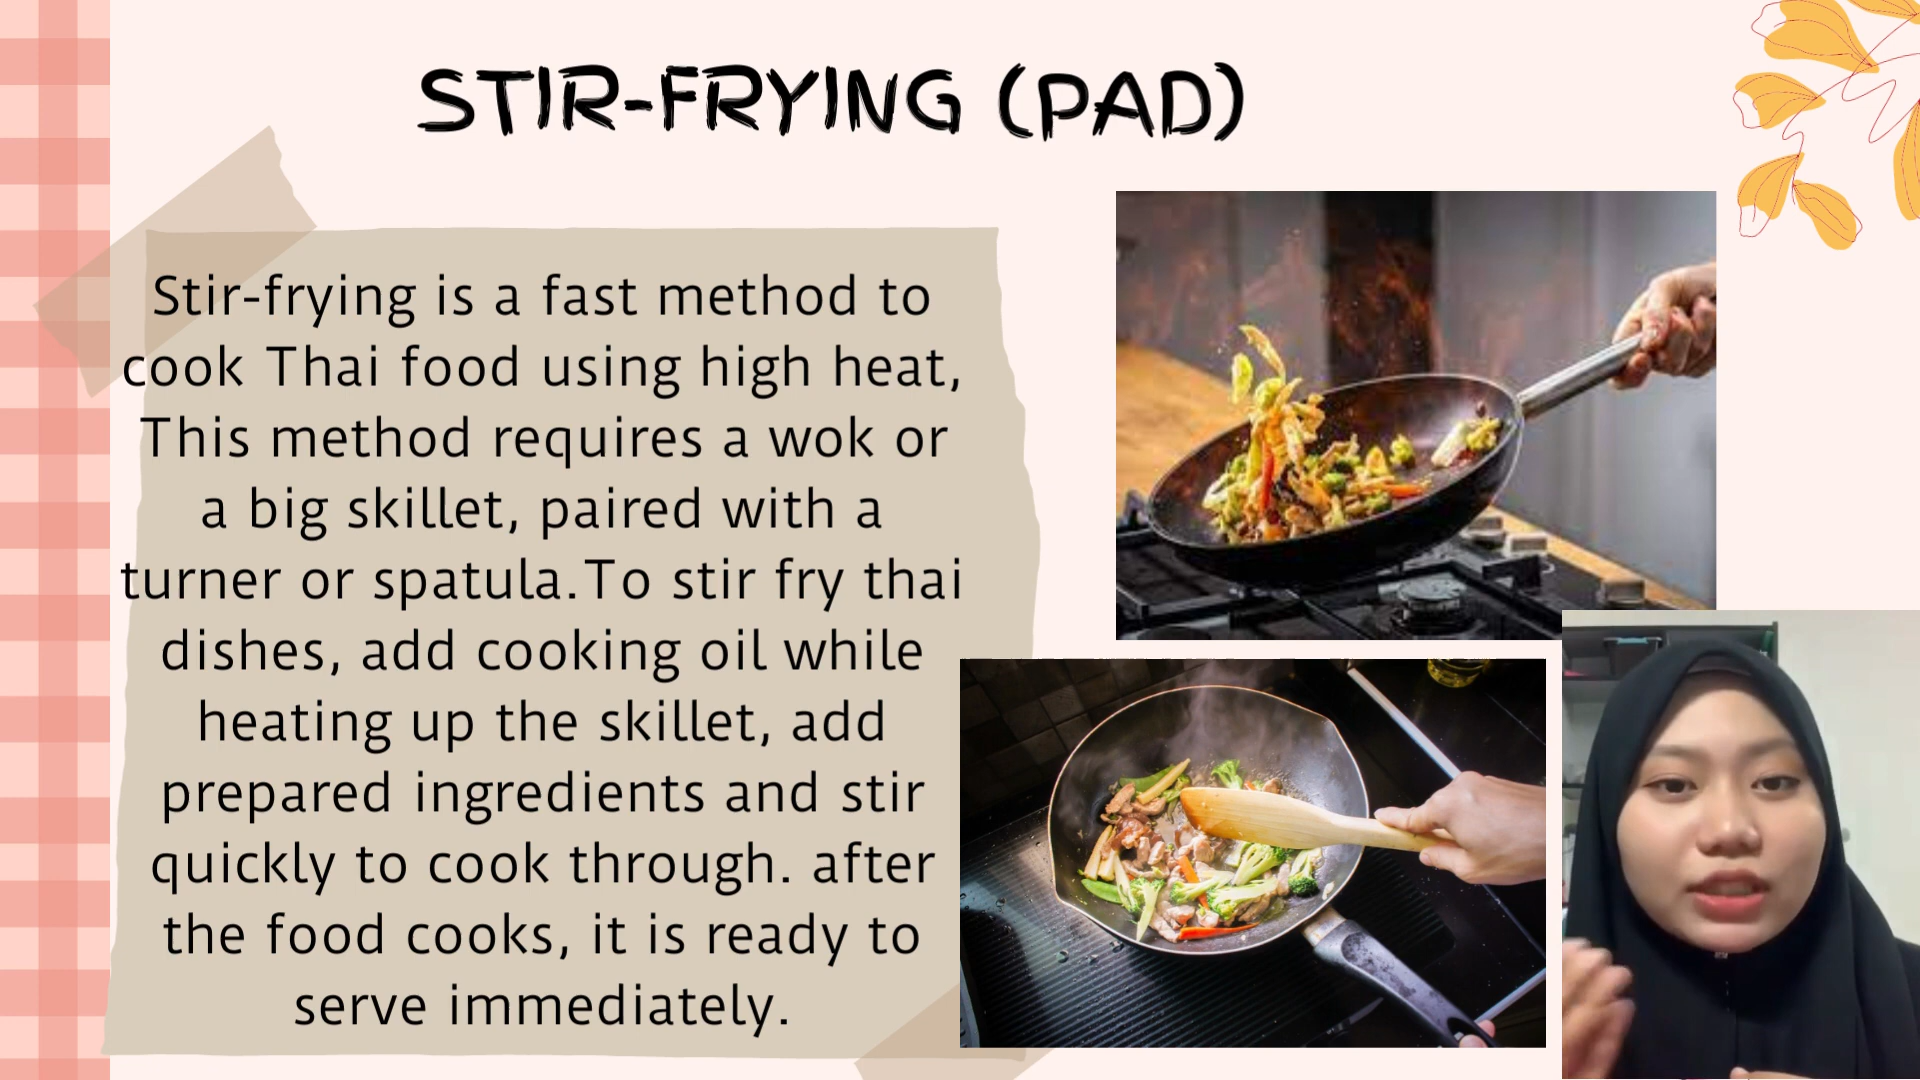 STIR-FRYING (PAD)
Stir-frying is a fast method to
cook Thai food using high heat,
This method requires a wok or
a big skillet, paired with a
turner or spatula.To stir fry thai
dishes, add cooking oil while
heating up the skillet, add
prepared ingredients and stir
quickly to cook through. after
the food cooks, it is ready to
serve immediately.